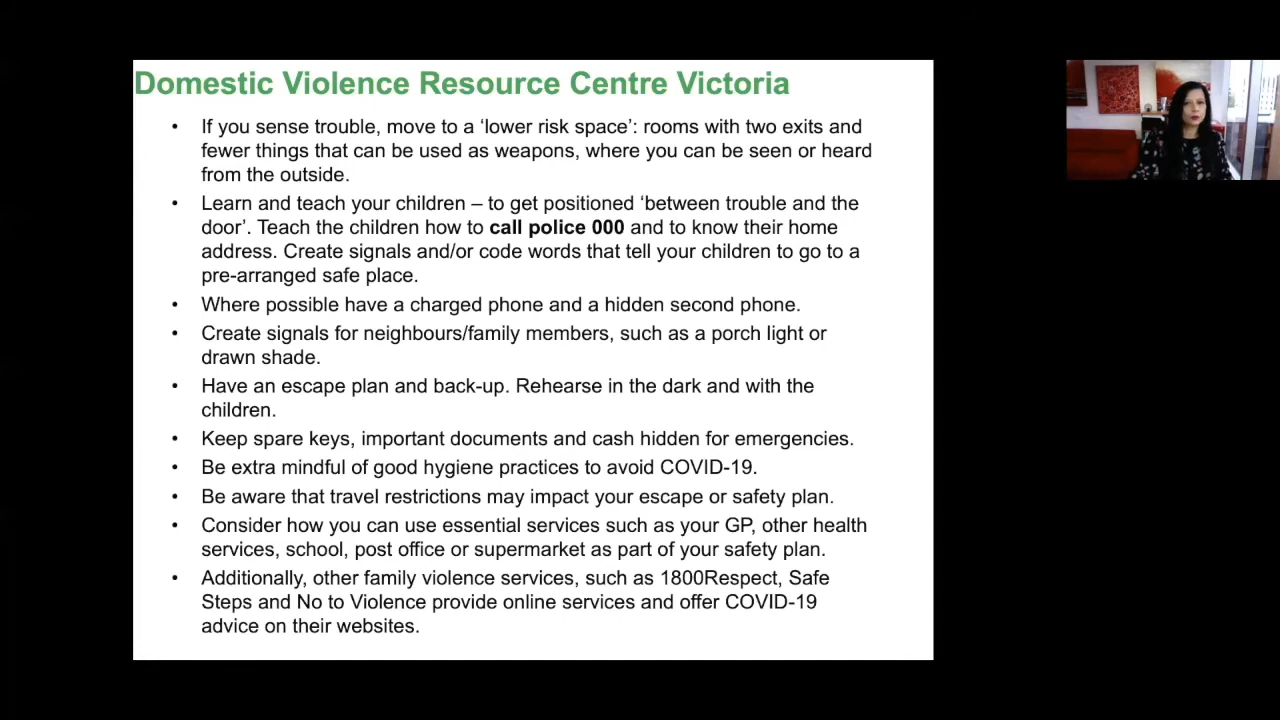 Domestic Violence Resource Centre Victoria
• If you sense trouble, move to a ‘lower risk space’: rooms with two exits and
fewer things that can be used as weapons, where you can be seen or heard
from the outside.
• Learn and teach your children – to get positioned ‘between trouble and the
door’. Teach the children how to call police 000 and to know their home
address. Create signals and/or code words that tell your children to go to a
pre-arranged safe place.
• Where possible have a charged phone and a hidden second phone.
• Create signals for neighbours/family members, such as a porch light or
drawn shade.
• Have an escape plan and back-up. Rehearse in the dark and with the
children.
• Keep spare keys, important documents and cash hidden for emergencies.
• Be extra mindful of good hygiene practices to avoid COVID-19.
• Be aware that travel restrictions may impact your escape or safety plan.
• Consider how you can use essential services such as your GP, other health
services, school, post office or supermarket as part of your safety plan.
• Additionally, other family violence services, such as 1800Respect, Safe
Steps and No to Violence provide online services and offer COVID-19
advice on their websites.